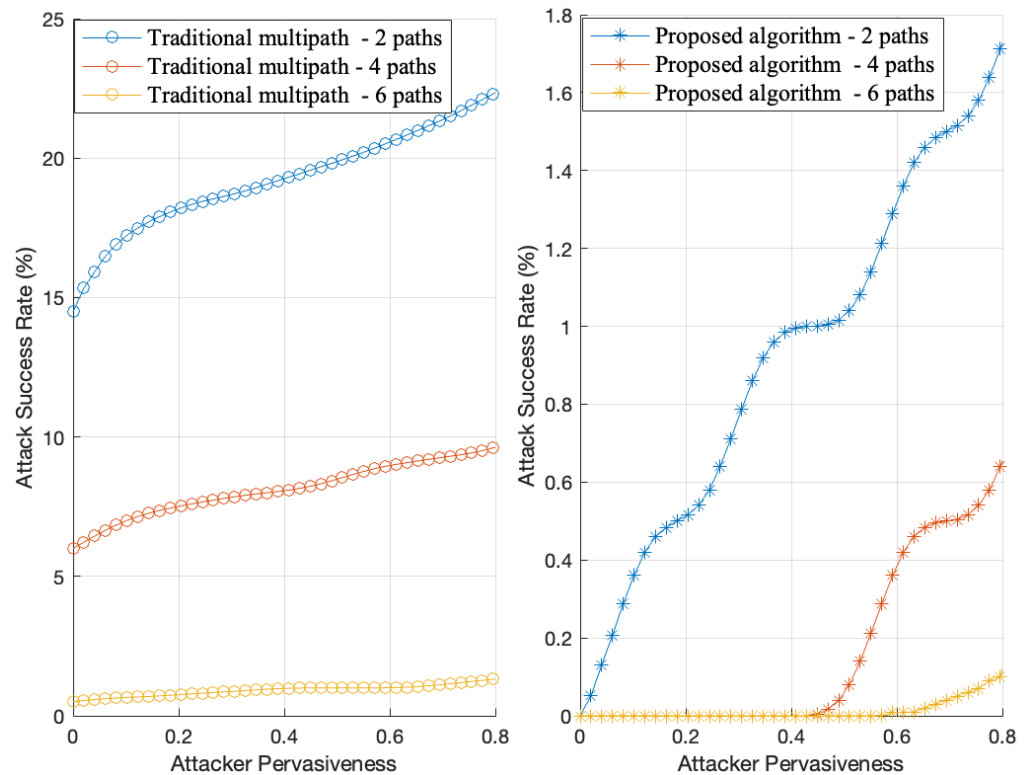 25
20
15
10
5
0
0
0.2
0.4
0.6
0.8
Attack Success Rate (%)
Attacker Pervasiveness
Traditional multipath - 2 paths
Traditional multipath - 4 paths
Traditional multipath - 6 paths
1.8
1.6
1.4
1.2
1
0.8
0.6
0.4
0.2
0
0
0.2
0.4
0.6
0.8
Attack Success Rate (%)
Attacker Pervasiveness
Proposed algorithm - 2 paths
Proposed algorithm - 4 paths
Proposed algorithm - 6 paths